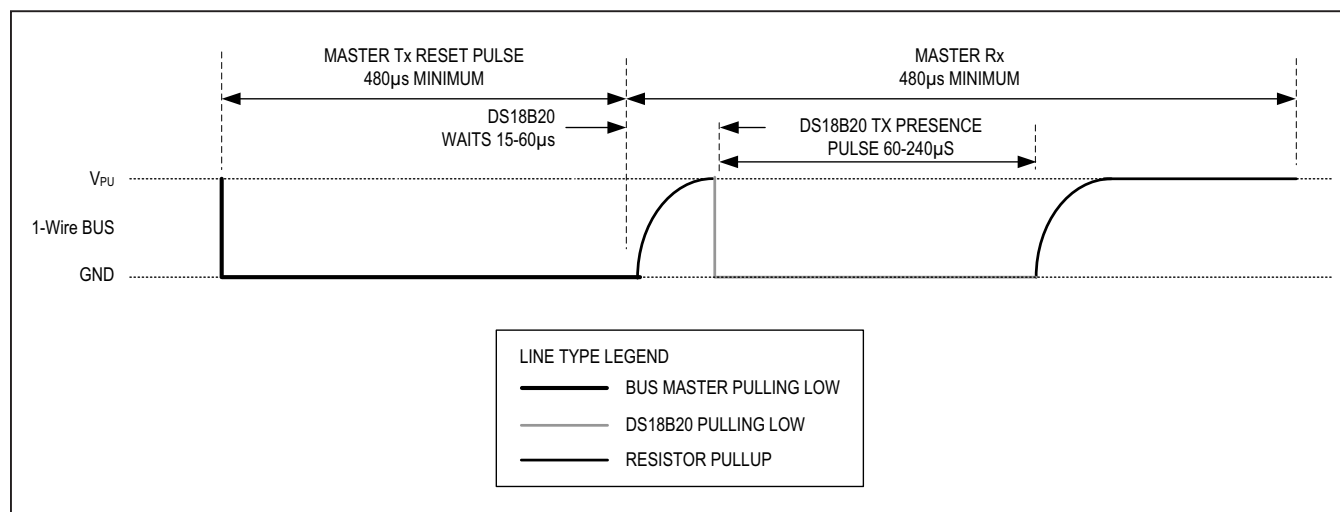 MASTER Tx RESET PULSE
480µs MINIMUM
MASTER Rx
480µs MINIMUM
DS18B20
WAITS 15-60µs
DS18B20 TX PRESENCE
PULSE 60-240µS
VPU
1-Wire BUS
GND
LINE TYPE LEGEND
BUS MASTER PULLING LOW
DS18B20 PULLING LOW
RESISTOR PULLUP